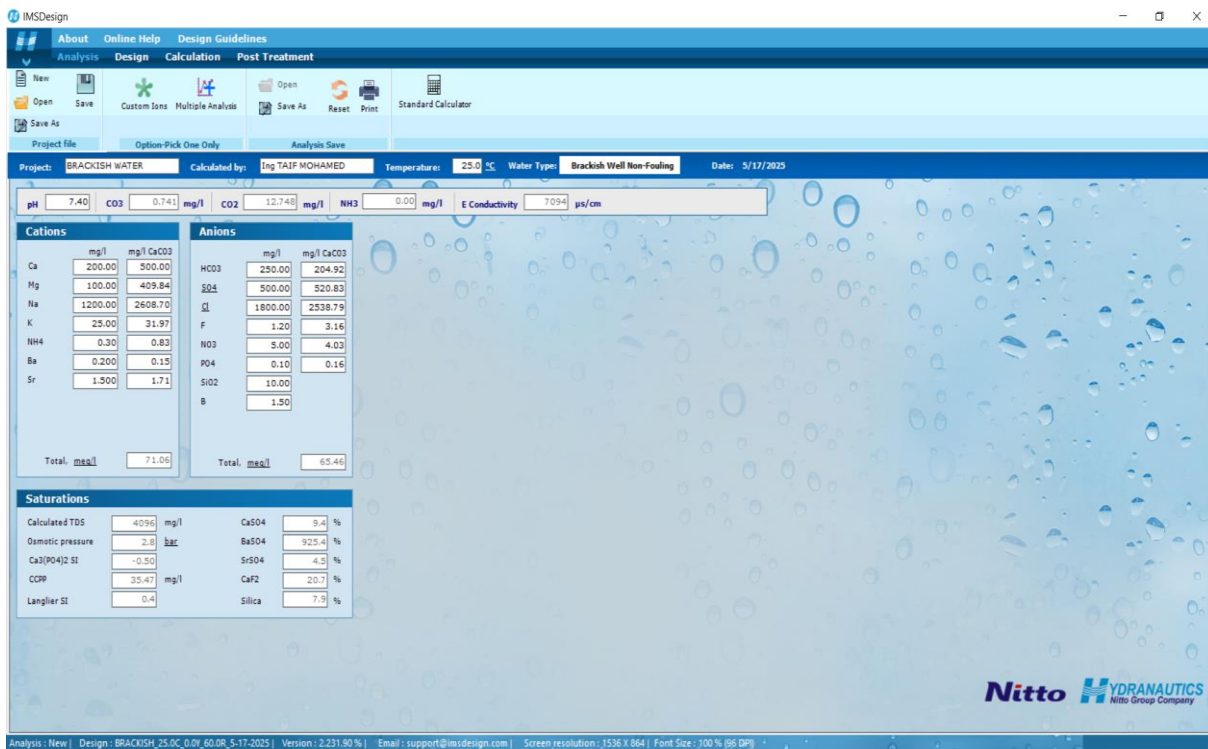 IMSDesign
About Online Help Design Guidelines
Analysis Design Calculation Post Treatment
New
Open
Save As
Save
Project file
Custom Ions Multiple Analysis
Option-Pick One Only
Open
Save As
Reset Print
Analysis Save
Standard Calculator
Project: BRACKISH WATER Calculated by: Ing TAIF MOHAMED Temperature: 25.0 ºC Water Type: Brackish Well Non-Fouling Date: 5/17/2025
pH 7.40 CO3 0.741 mg/l CO2 12.748 mg/l NH3 0.00 mg/l E Conductivity 7094 µs/cm
Cations
mg/l mg/l CaCO3
Ca 200.00 500.00
Mg 100.00 409.84
Na 1200.00 2608.70
K 25.00 31.97
NH4 0.30 0.83
Ba 0.200 0.15
Sr 1.500 1.71
Total, meq/l 71.06
Anions
mg/l mg/l CaCO3
HCO3 250.00 204.92
SO4 500.00 520.83
Cl 1800.00 2538.79
F 1.20 3.16
NO3 5.00 4.03
PO4 0.10 0.16
SiO2 10.00
B 1.50
Total, meq/l 65.46
Saturations
Calculated TDS 4096 mg/l CaSO4 9.4 %
Osmotic pressure 2.8 bar BaSO4 925.4 %
Ca3(PO4)2 SI -0.50 SrSO4 4.5 %
CCPP 35.47 mg/l CaF2 20.7 %
Langlier SI 0.4 Silica 7.9 %
Nitto HYDRANAUTICS
Nitto Group Company
Analysis : New | Design : BRACKISH_25.0C_0.0Y_60.0R_5-17-2025 | Version : 2.231.90 % | Email : support@imsdesign.com | Screen resolution : 1536 X 864 | Font Size : 100 % (96 DPI)